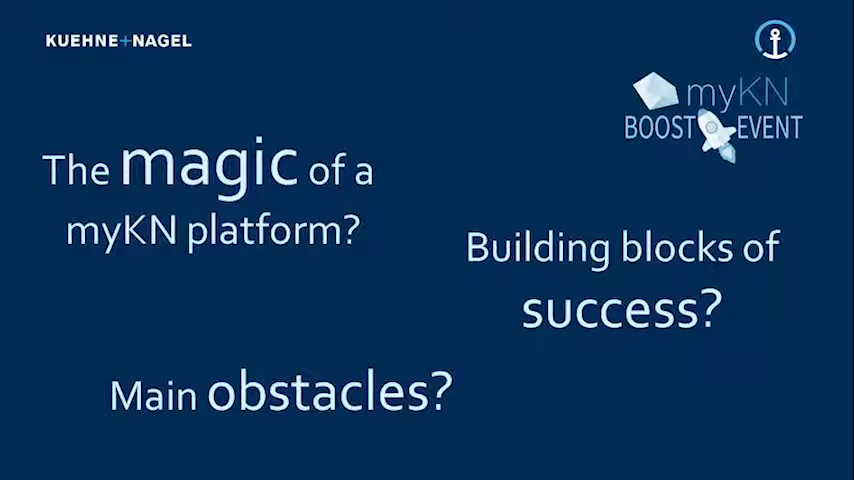 KUEHNE+NAGEL
myKN
BOOST EVENT
The magic of a
myKN platform?
Building blocks of
success?
Main obstacles?